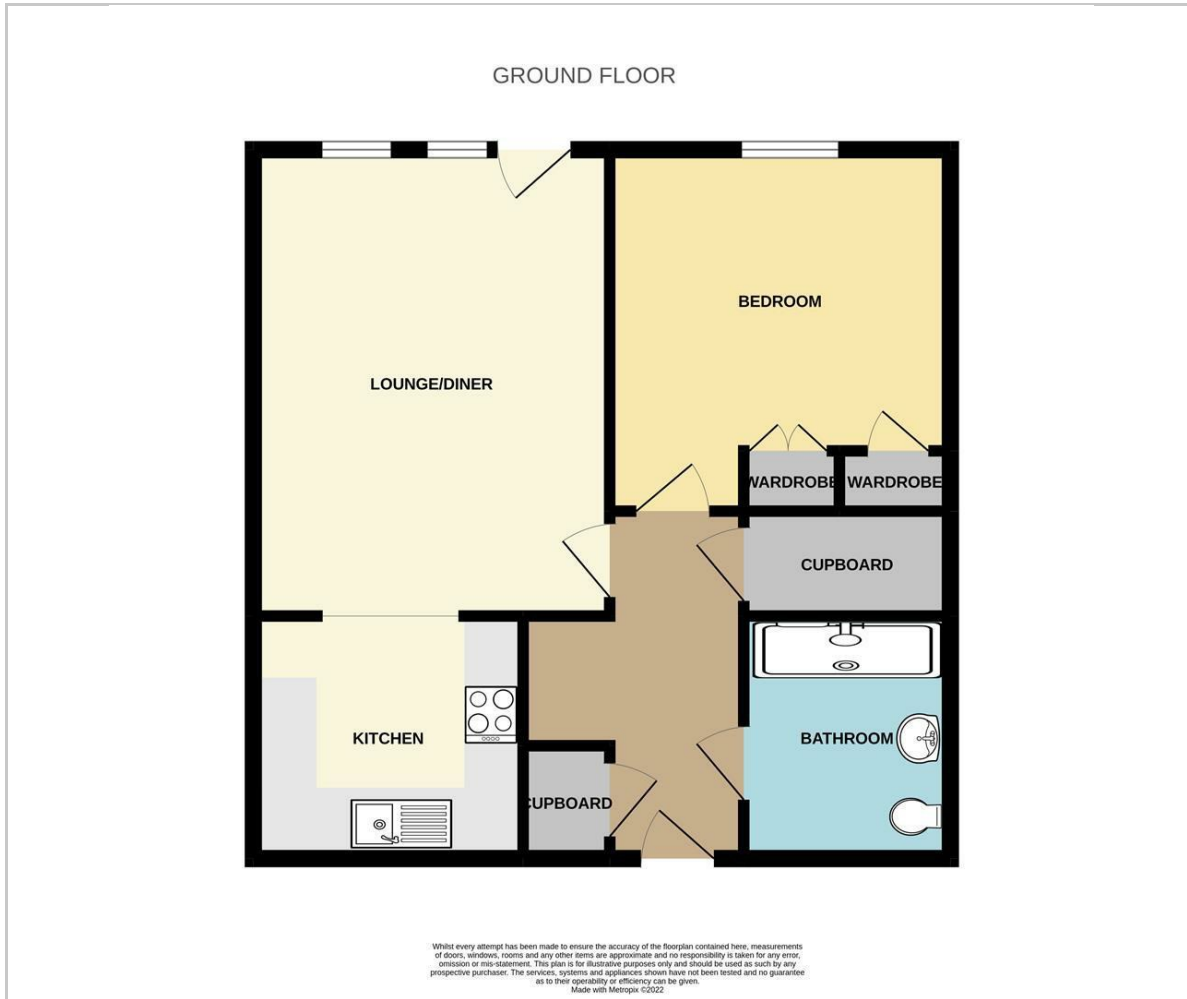 GROUND FLOOR
BEDROOM
LOUNGE/DINER
WARDROBE
WARDROBE
CUPBOARD
KITCHEN
BATHROOM
CUPBOARD
Whilst every attempt has been made to ensure the accuracy of the floorplan contained here, measurements
of doors, windows, rooms and any other items are approximate and no responsibility is taken for any error,
omission or mis-statement. This plan is for illustrative purposes only and should be used as such by any
prospective purchaser. The services, systems and appliances shown have not been tested and no guarantee
as to their operability or efficiency can be given.
Made with Metropix ©2022